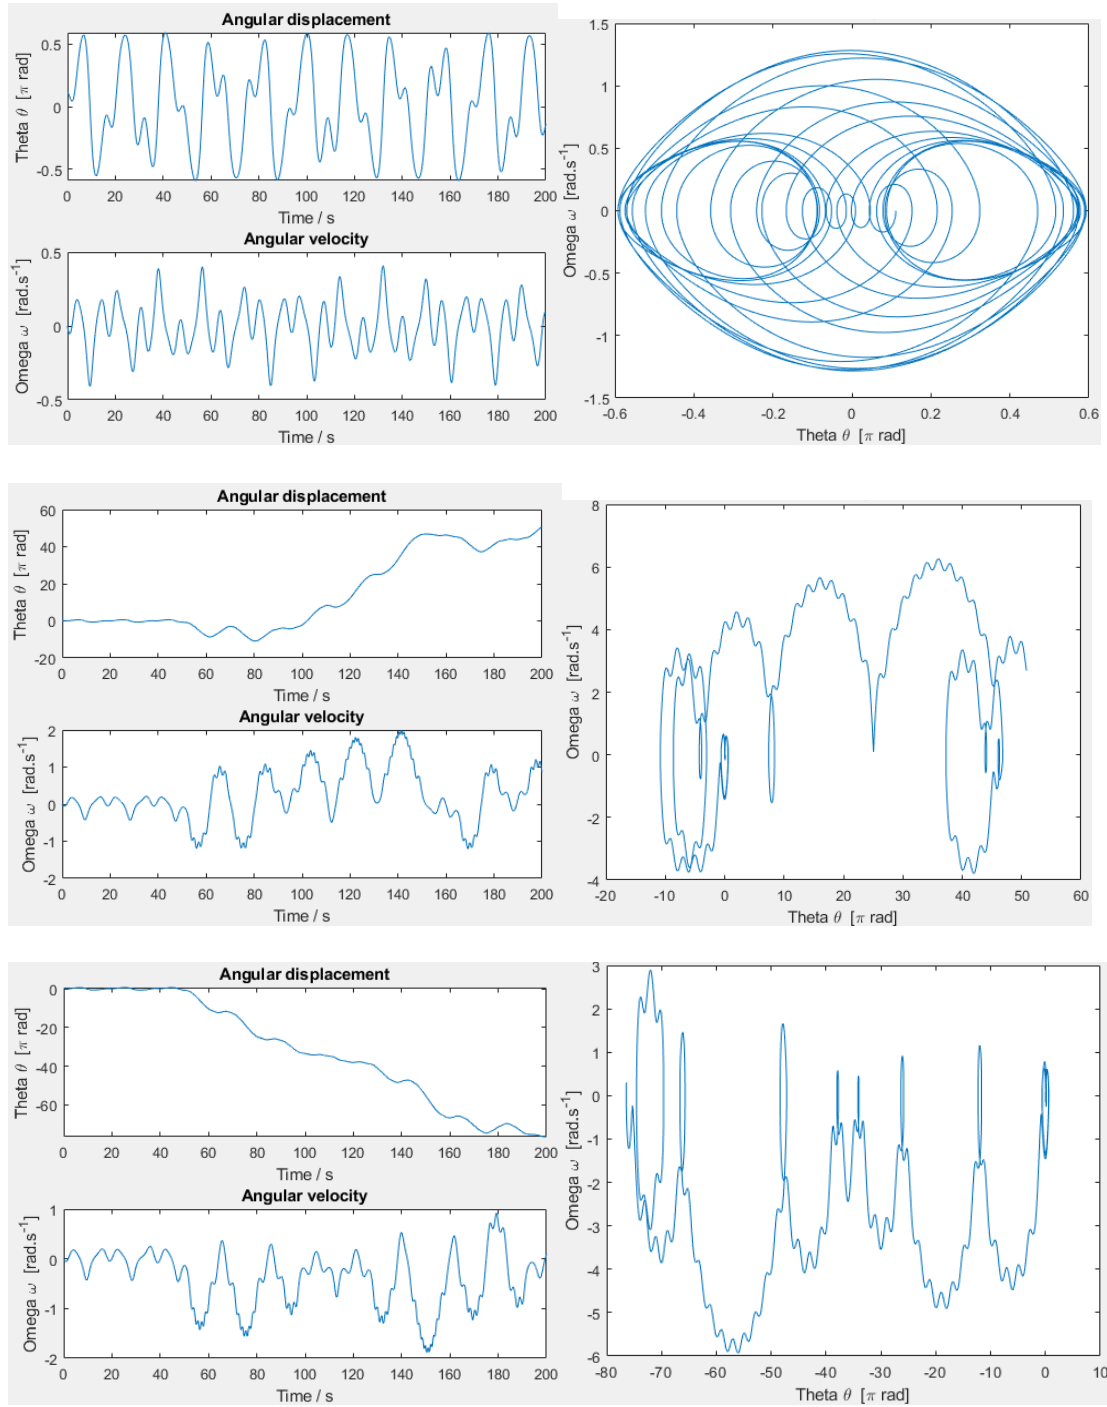 Angular displacement
Theta θ [π rad]
0.5
0
-0.5
0 20 40 60 80 100 120 140 160 180 200
Time / s
Angular velocity
Omega ω [rad.s⁻¹]
0.5
0
-0.5
0 20 40 60 80 100 120 140 160 180 200
Time / s
Omega ω [rad.s⁻¹]
1.5
1
0.5
0
-0.5
-1
-1.5
-0.6 -0.4 -0.2 0 0.2 0.4 0.6
Theta θ [π rad]
Angular displacement
Theta θ [π rad]
60
40
20
0
-20
0 20 40 60 80 100 120 140 160 180 200
Time / s
Angular velocity
Omega ω [rad.s⁻¹]
2
1
0
-1
-2
0 20 40 60 80 100 120 140 160 180 200
Time / s
Omega ω [rad.s⁻¹]
8
6
4
2
0
-2
-4
-20 -10 0 10 20 30 40 50 60
Theta θ [π rad]
Angular displacement
Theta θ [π rad]
0
-20
-40
-60
0 20 40 60 80 100 120 140 160 180 200
Time / s
Angular velocity
Omega ω [rad.s⁻¹]
1
0
-1
-2
0 20 40 60 80 100 120 140 160 180 200
Time / s
Omega ω [rad.s⁻¹]
3
2
1
0
-1
-2
-3
-4
-5
-6
-80 -70 -60 -50 -40 -30 -20 -10 0 10
Theta θ [π rad]